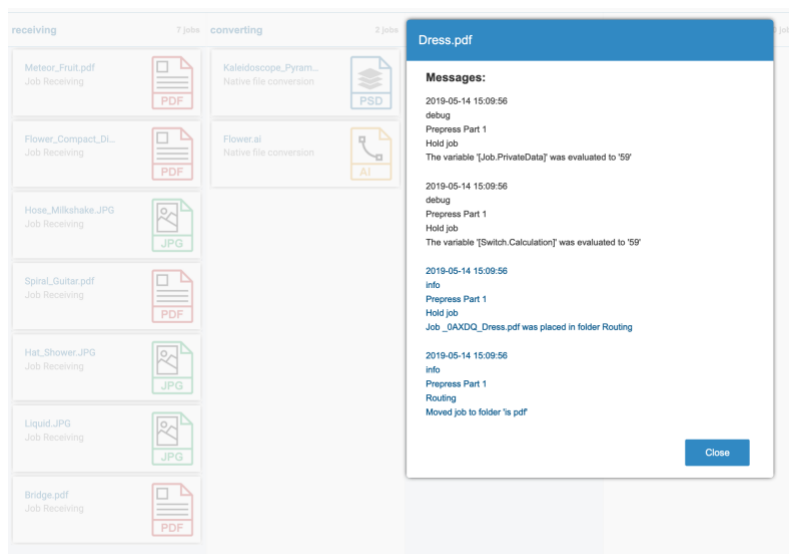 receiving
7 jobs
Meteor_Fruit.pdf
Job Receiving
PDF
Flower_Compact_Di...
Job Receiving
PDF
Hose_Milkshake.JPG
Job Receiving
JPG
Spiral_Guitar.pdf
Job Receiving
PDF
Hat_Shower.JPG
Job Receiving
JPG
Liquid.JPG
Job Receiving
JPG
Bridge.pdf
Job Receiving
PDF
converting
2 jobs
Kaleidoscope_Pyram...
Native file conversion
PSD
Flower.ai
Native file conversion
AI
Dress.pdf
Messages:
2019-05-14 15:09:56
debug
Prepress Part 1
Hold job
The variable '[Job.PrivateData]' was evaluated to '59'
2019-05-14 15:09:56
debug
Prepress Part 1
Hold job
The variable '[Switch.Calculation]' was evaluated to '59'
2019-05-14 15:09:56
info
Prepress Part 1
Hold job
Job _0AXDQ_Dress.pdf was placed in folder Routing
2019-05-14 15:09:56
info
Prepress Part 1
Routing
Moved job to folder 'is pdf'
Close